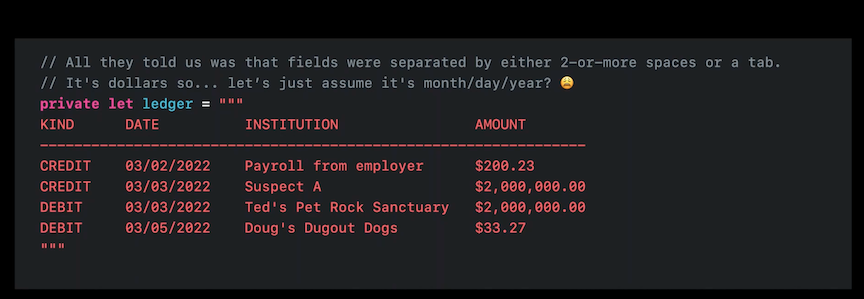 // All they told us was that fields were separated by either 2-or-more spaces or a tab.
// It's dollars so... let’s just assume it's month/day/year? 😩
private let ledger = """
KIND      DATE          INSTITUTION                AMOUNT
----------------------------------------------------------------
CREDIT    03/02/2022    Payroll from employer      $200.23
CREDIT    03/03/2022    Suspect A                  $2,000,000.00
DEBIT     03/03/2022    Ted's Pet Rock Sanctuary   $2,000,000.00
DEBIT     03/05/2022    Doug's Dugout Dogs         $33.27
"""